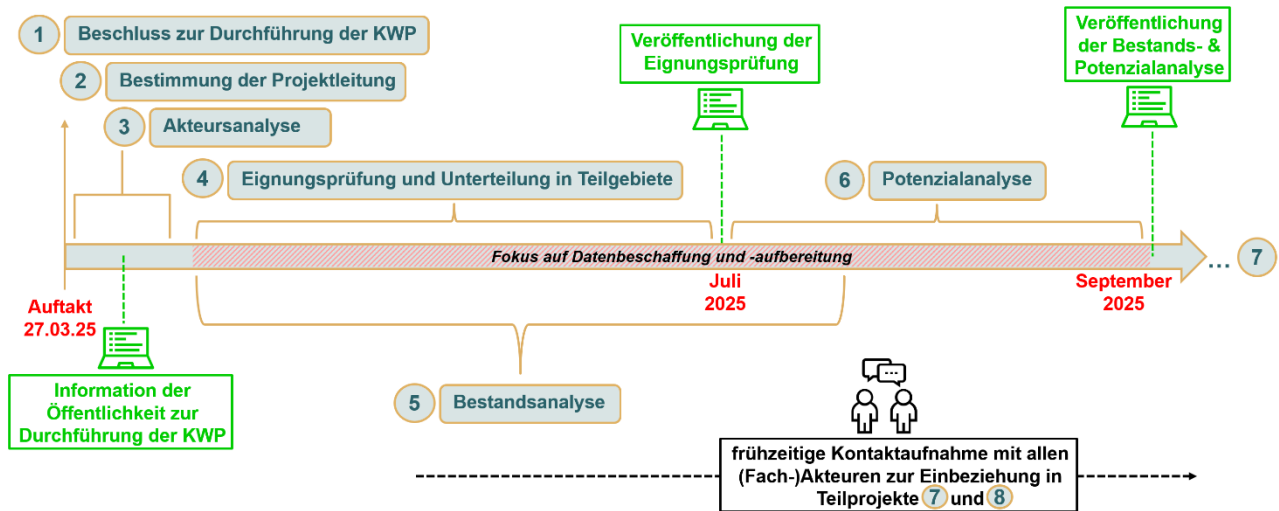 1 Beschluss zur Durchführung der KWP
2 Bestimmung der Projektleitung
3 Akteursanalyse
Veröffentlichung der
Eignungsprüfung
Veröffentlichung
der Bestands- &
Potenzialanalyse
4 Eignungsprüfung und Unterteilung in Teilgebiete
6 Potenzialanalyse
Fokus auf Datenbeschaffung und -aufbereitung
... 7
Auftakt
27.03.25
Juli
2025
September
2025
Information der
Öffentlichkeit zur
Durchführung der KWP
5 Bestandsanalyse
frühzeitige Kontaktaufnahme mit allen
(Fach-)Akteuren zur Einbeziehung in
Teilprojekte 7 und 8